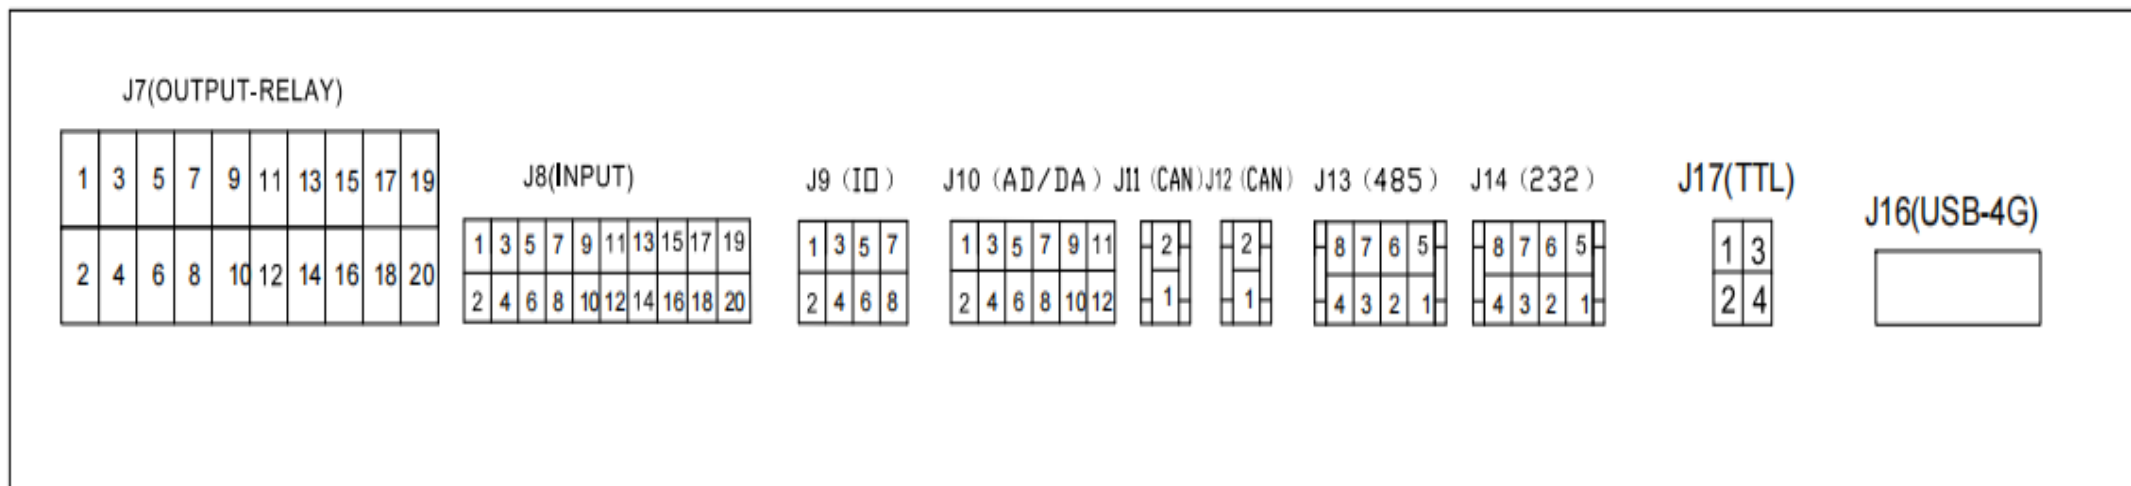 J7(OUTPUT-RELAY)
1 3 5 7 9 11 13 15 17 19
2 4 6 8 10 12 14 16 18 20
J8(INPUT)
1 3 5 7 9 11 13 15 17 19
2 4 6 8 10 12 14 16 18 20
J9 (IO)
1 3 5 7
2 4 6 8
J10 (AD/DA)
1 3 5 7 9 11
2 4 6 8 10 12
J11 (CAN)
2
1
J12 (CAN)
2
1
J13 (485)
8 7 6 5
4 3 2 1
J14 (232)
8 7 6 5
4 3 2 1
J17(TTL)
1 3
2 4
J16(USB-4G)